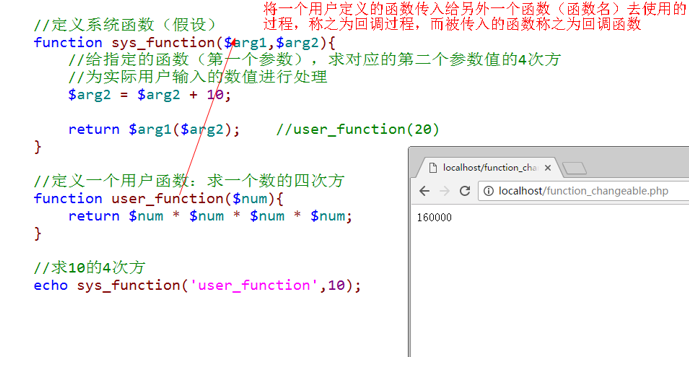 将一个用户定义的函数传入给另外一个函数（函数名）去使用的
过程，称之为回调过程，而被传入的函数称之为回调函数
//定义系统函数（假设）
function sys_function($arg1,$arg2){
//给指定的函数（第一个参数），求对应的第二个参数值的4次方
//为实际用户输入的数值进行处理
$arg2 = $arg2 + 10;
return $arg1($arg2); //user_function(20)
}
//定义一个用户函数：求一个数的四次方
function user_function($num){
return $num * $num * $num * $num;
}
//求10的4次方
echo sys_function('user_function',10);
localhost/function_cha
localhost/function_changeable.php
160000